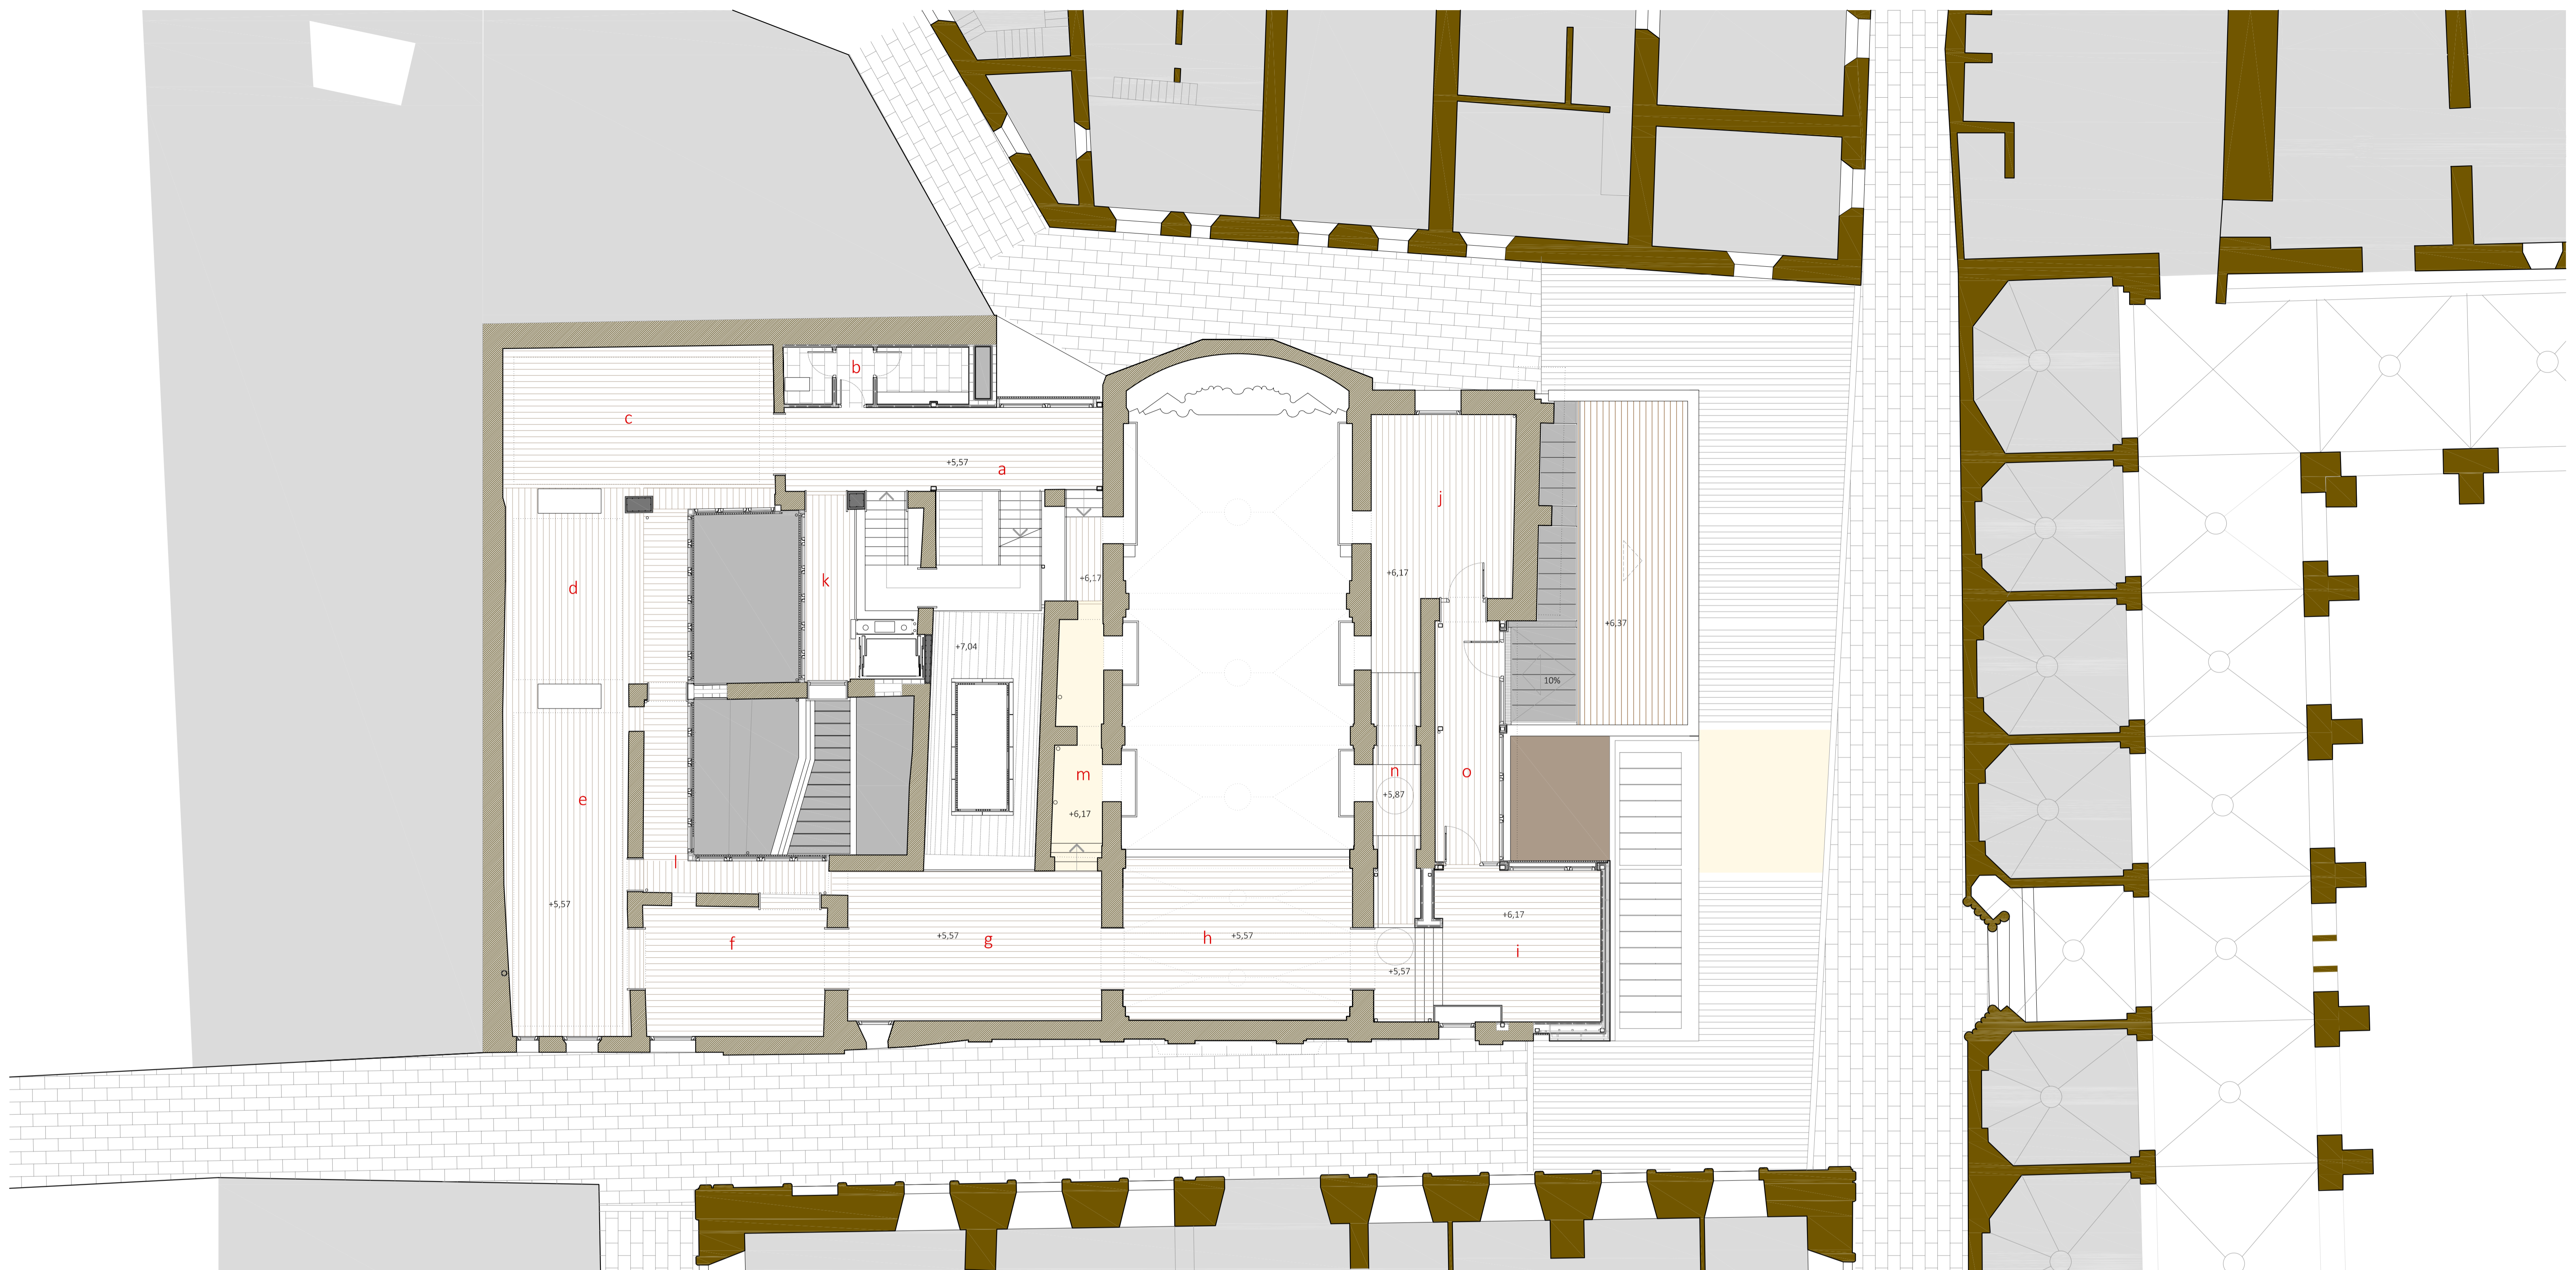 b
c
+5,57
a
j
+6,17
+6,17
d
k
+6,37
+7,04
10%
m
n
o
+5,87
e
+6,17
l
+5,57
+6,17
f
+5,57
g
h
+5,57
i
+5,57